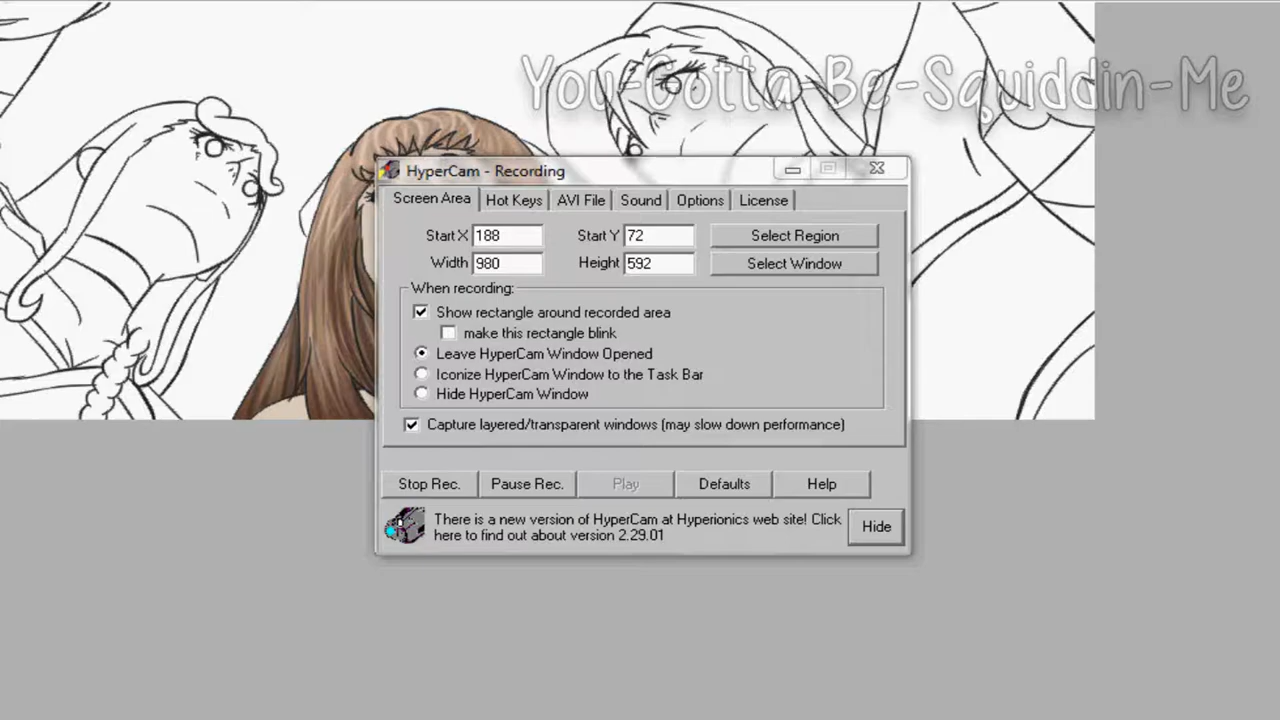 You-Gotta-Be-Squiddin-Me
HyperCam - Recording
Screen Area Hot Keys AVI File Sound Options License
Start X 188 Start Y 72 Select Region
Width 980 Height 592 Select Window
When recording:
Show rectangle around recorded area
make this rectangle blink
Leave HyperCam Window Opened
Iconize HyperCam Window to the Task Bar
Hide HyperCam Window
Capture layered/transparent windows (may slow down performance)
Stop Rec. Pause Rec. Play Defaults Help
There is a new version of HyperCam at Hyperionics web site! Click
here to find out about version 2.29.01
Hide